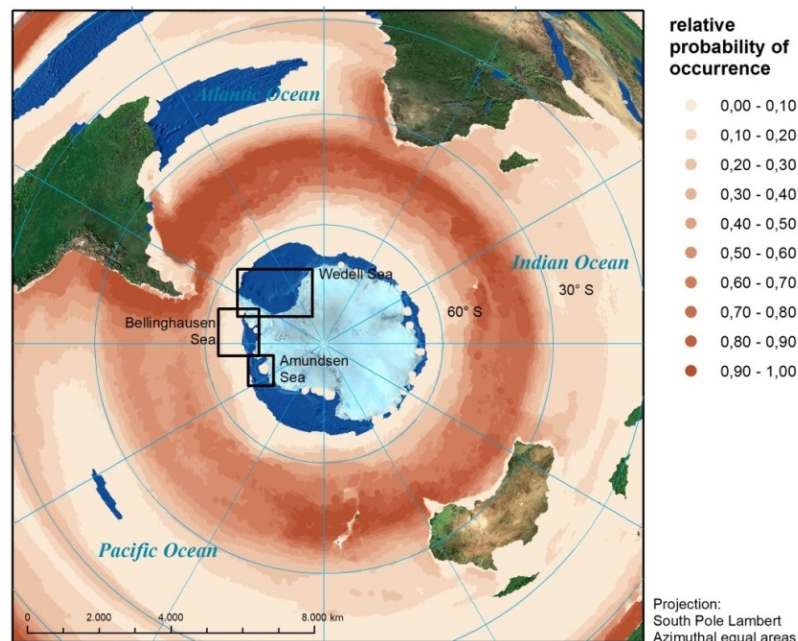 Atlantic Ocean
Wedell Sea
Indian Ocean
30° S
60° S
Bellinghausen
Sea
Amundsen
Sea
Pacific Ocean
0 2.000 4.000 8.000 km
relative
probability of
occurrence
0,00 - 0,10
0,10 - 0,20
0,20 - 0,30
0,30 - 0,40
0,40 - 0,50
0,50 - 0,60
0,60 - 0,70
0,70 - 0,80
0,80 - 0,90
0,90 - 1,00
Projection:
South Pole Lambert
Azimuthal equal areas